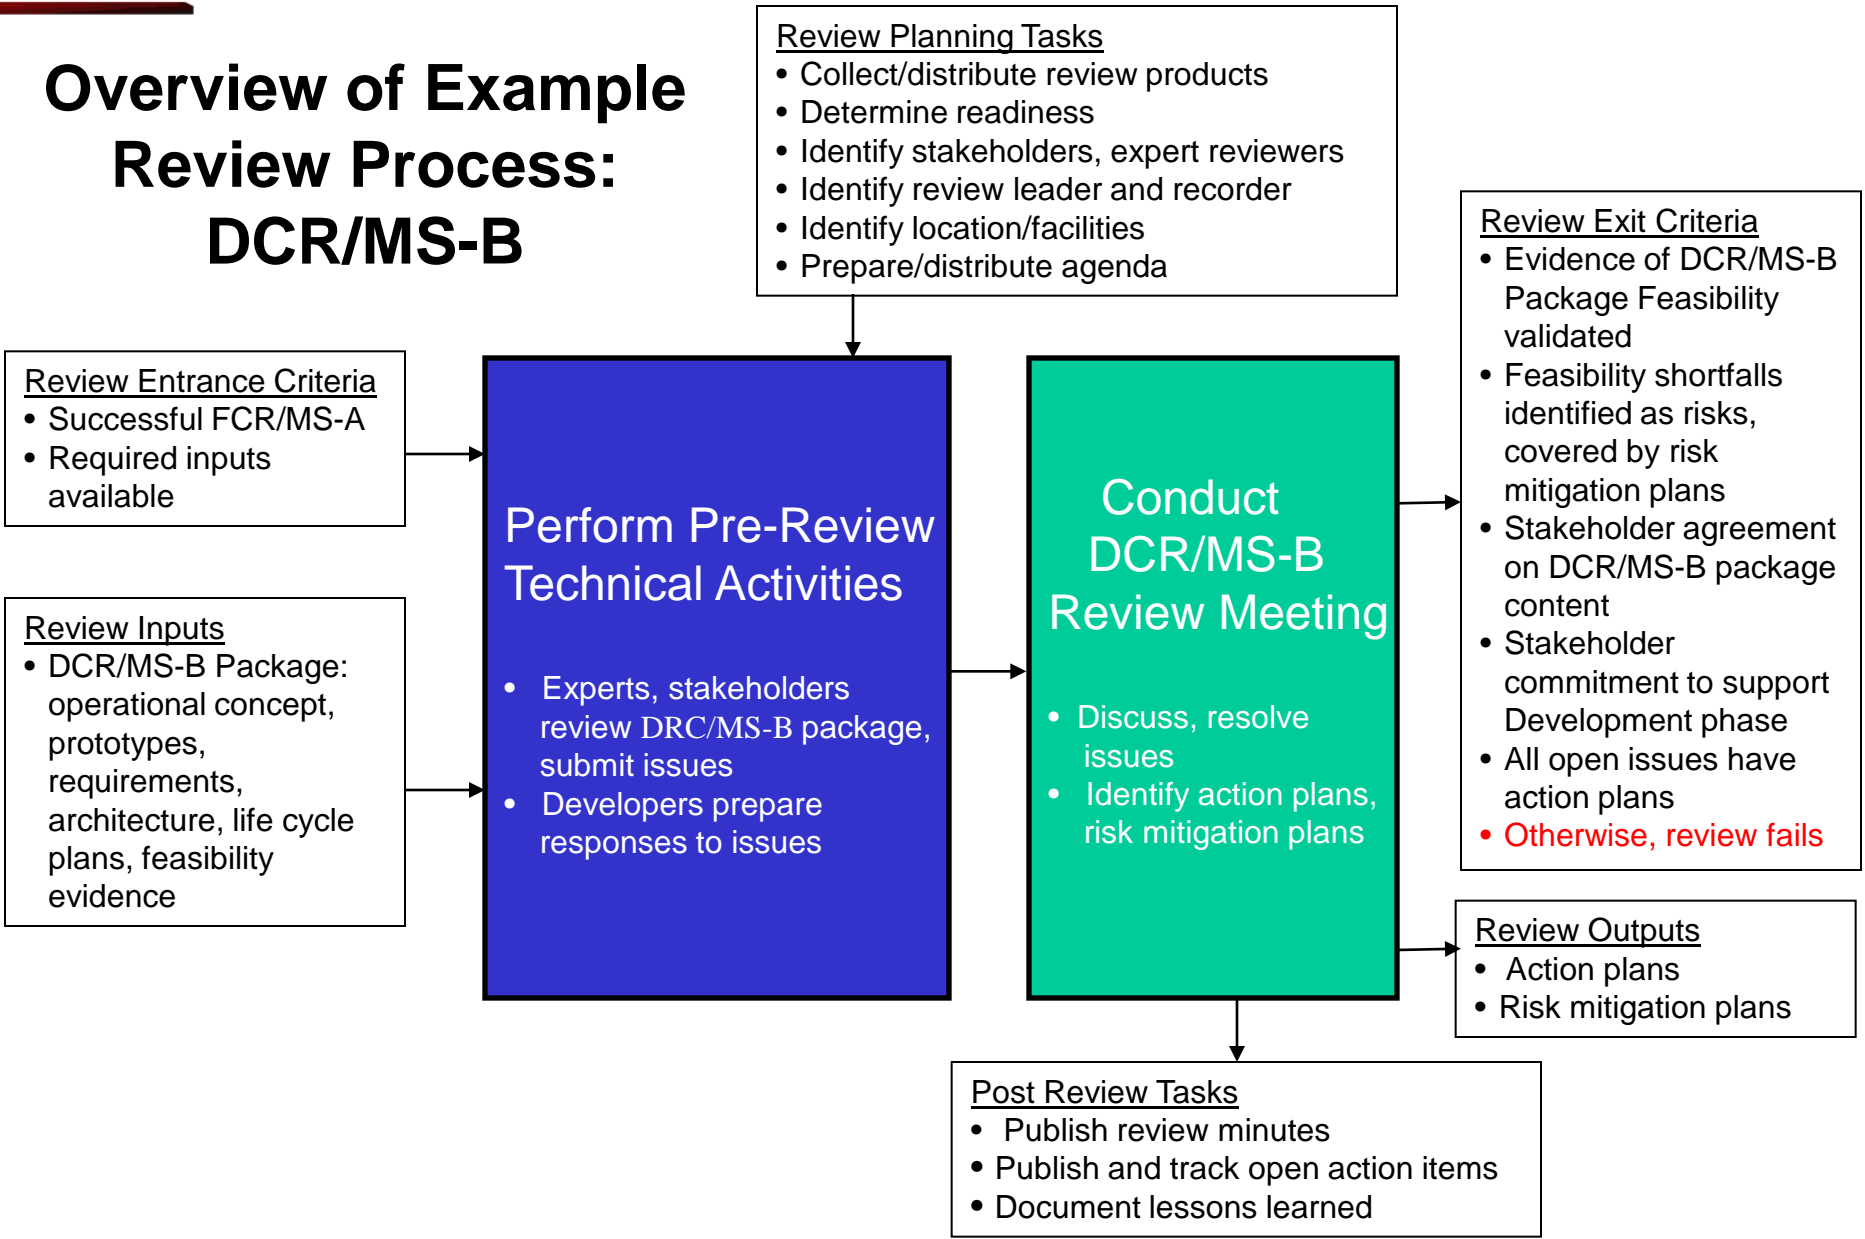 Overview of Example
Review Process:
DCR/MS-B
Review Planning Tasks
• Collect/distribute review products
• Determine readiness
• Identify stakeholders, expert reviewers
• Identify review leader and recorder
• Identify location/facilities
• Prepare/distribute agenda
Review Entrance Criteria
• Successful FCR/MS-A
• Required inputs
available
Review Inputs
• DCR/MS-B Package:
operational concept,
prototypes,
requirements,
architecture, life cycle
plans, feasibility
evidence
Perform Pre-Review
Technical Activities
• Experts, stakeholders
review DRC/MS-B package,
submit issues
• Developers prepare
responses to issues
Conduct
DCR/MS-B
Review Meeting
• Discuss, resolve
issues
• Identify action plans,
risk mitigation plans
Review Exit Criteria
• Evidence of DCR/MS-B
Package Feasibility
validated
• Feasibility shortfalls
identified as risks,
covered by risk
mitigation plans
• Stakeholder agreement
on DCR/MS-B package
content
• Stakeholder
commitment to support
Development phase
• All open issues have
action plans
• Otherwise, review fails
Review Outputs
• Action plans
• Risk mitigation plans
Post Review Tasks
• Publish review minutes
• Publish and track open action items
• Document lessons learned